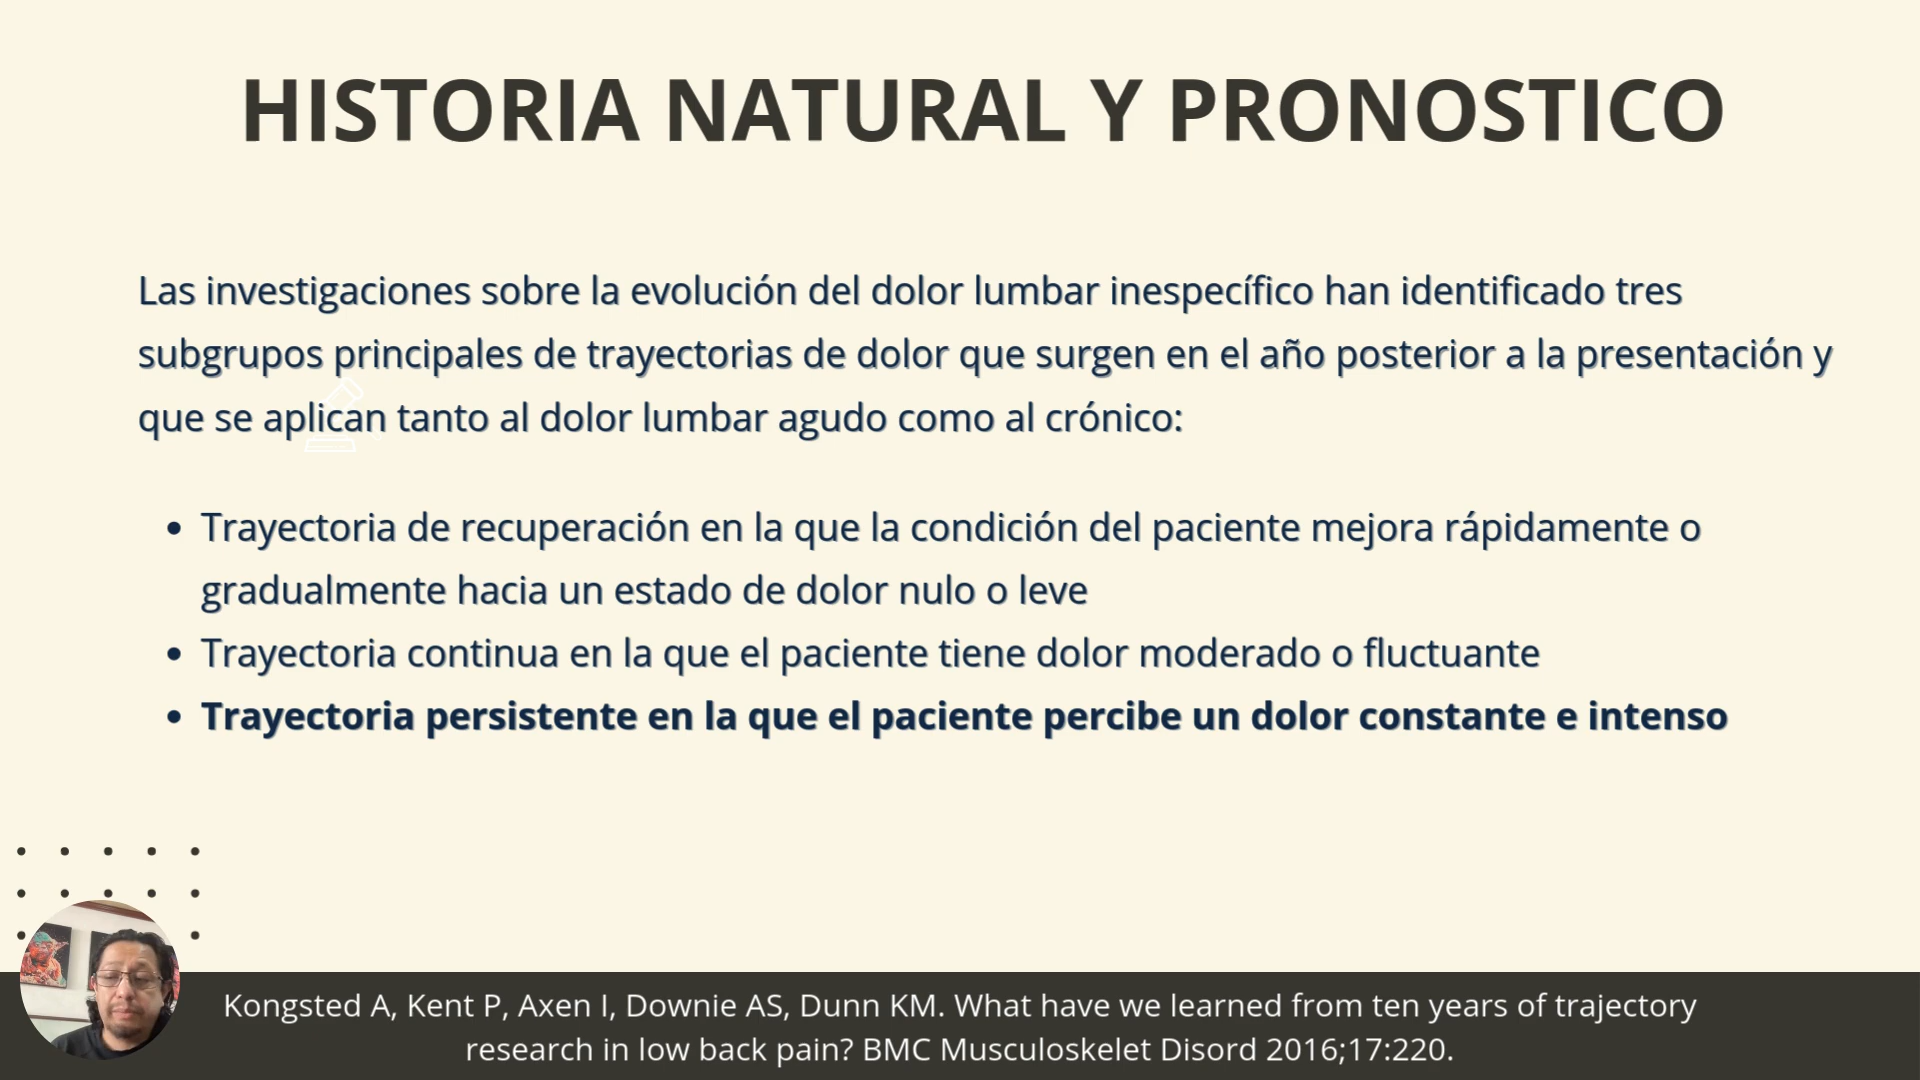 HISTORIA NATURAL Y PRONOSTICO
Las investigaciones sobre la evolución del dolor lumbar inespecífico han identificado tres
subgrupos principales de trayectorias de dolor que surgen en el año posterior a la presentación y
que se aplican tanto al dolor lumbar agudo como al crónico:
• Trayectoria de recuperación en la que la condición del paciente mejora rápidamente o
gradualmente hacia un estado de dolor nulo o leve
• Trayectoria continua en la que el paciente tiene dolor moderado o fluctuante
• Trayectoria persistente en la que el paciente percibe un dolor constante e intenso
Kongsted A, Kent P, Axen I, Downie AS, Dunn KM. What have we learned from ten years of trajectory
research in low back pain? BMC Musculoskelet Disord 2016;17:220.